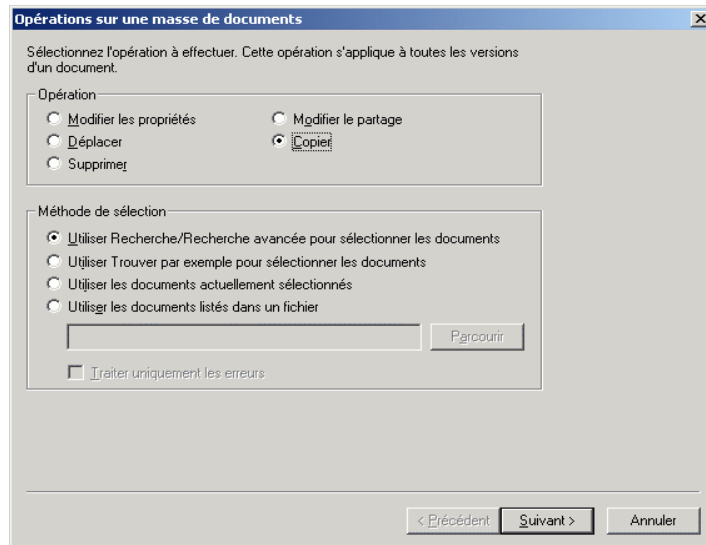 Opérations sur une masse de documents
Sélectionnez l'opération à effectuer. Cette opération s'applique à toutes les versions
d'un document.
Opération
Modifier les propriétés
Modifier le partage
Déplacer
Copier
Supprimer
Méthode de sélection
Utiliser Recherche/Recherche avancée pour sélectionner les documents
Utiliser Trouver par exemple pour sélectionner les documents
Utiliser les documents actuellement sélectionnés
Utiliser les documents listés dans un fichier
Parcourir
Traiter uniquement les erreurs
< Précédent
Suivant >
Annuler